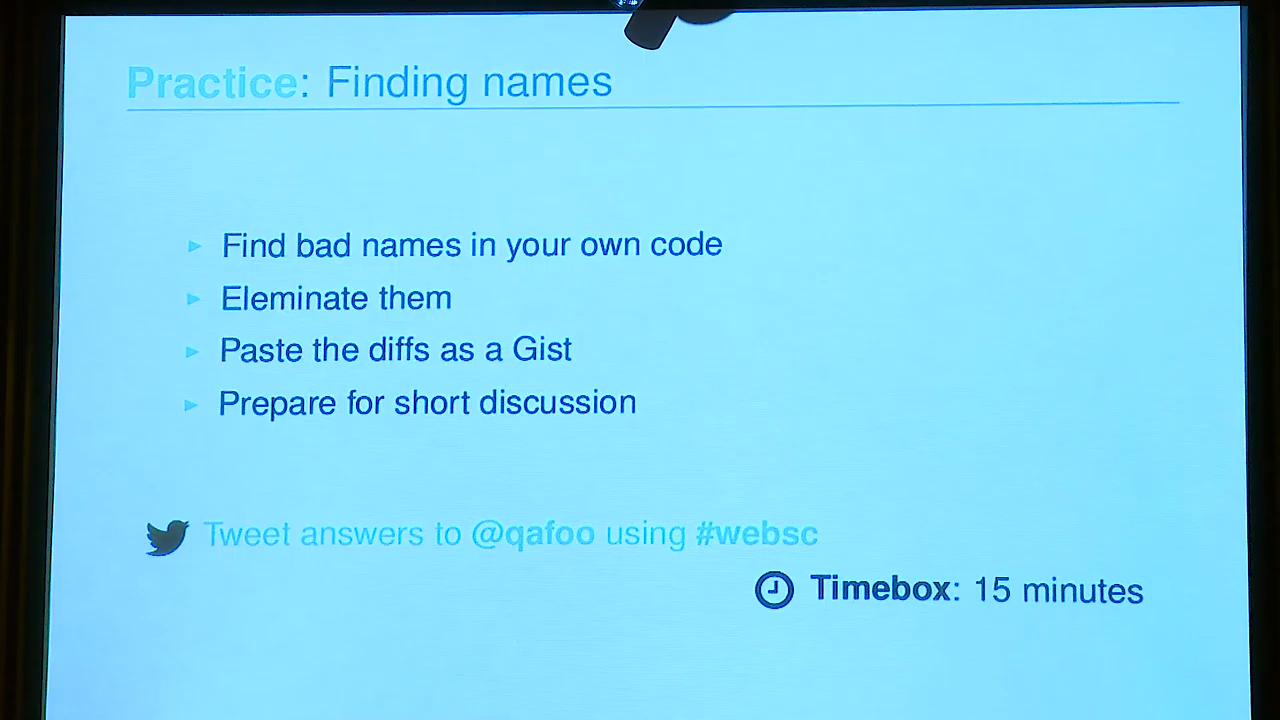 Practice: Finding names
Find bad names in your own code
Eleminate them
Paste the diffs as a Gist
Prepare for short discussion
Tweet answers to @qafoo using #websc
Timebox: 15 minutes